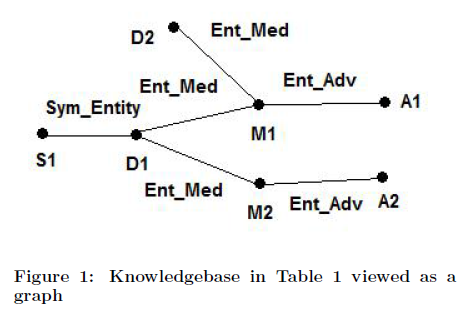 D2
Ent_Med
Ent_Med
Ent_Adv
Sym_Entity
A1
M1
S1
D1
Ent_Med
M2
Ent_Adv
A2
Figure 1: Knowledgebase in Table 1 viewed as a
graph